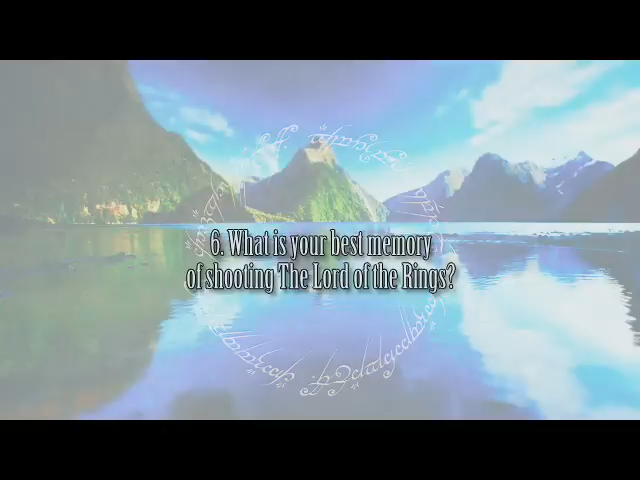 6. What is your best memory
of shooting The Lord of the Rings?